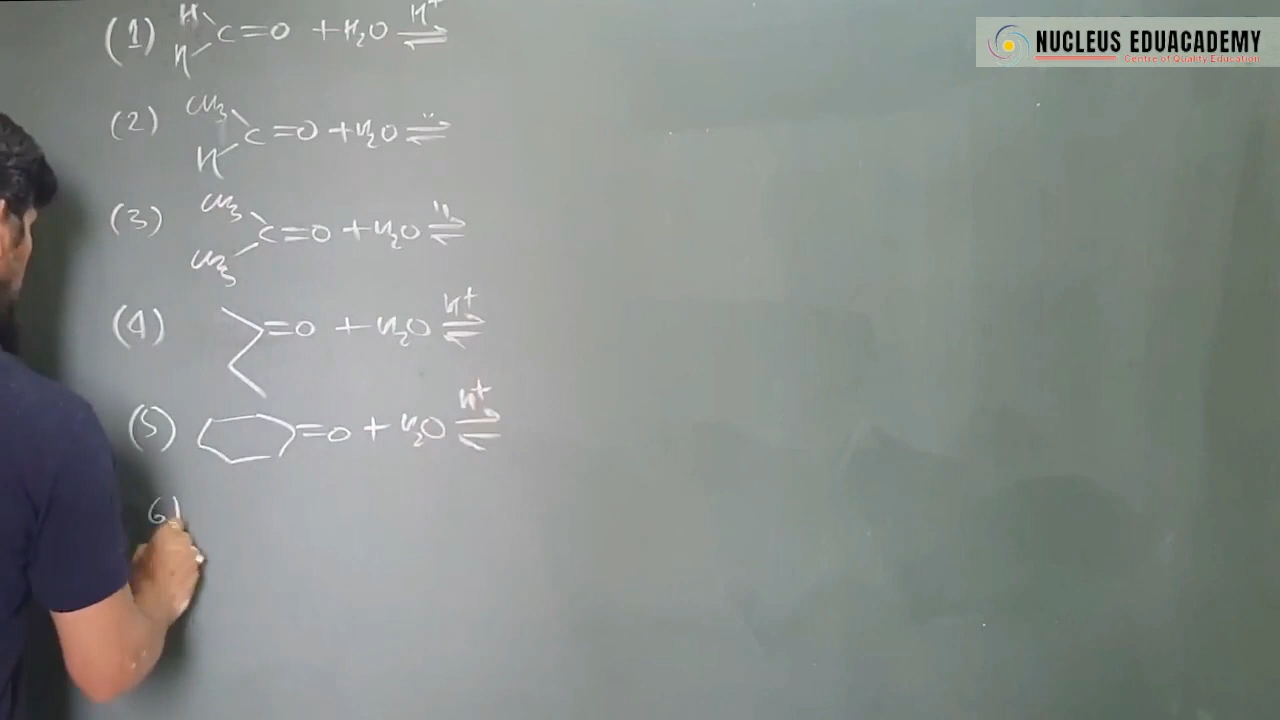 NUCLEUS EDUACADEMY
Centre of Quality Education
(1) H H C=O + H2O ⇌ H+
(2) CH3 H C=O + H2O ⇌ "
(3) CH3 CH3 C=O + H2O ⇌ "
(4) =O + H2O ⇌ H+
(5) =O + H2O ⇌ H+
6)